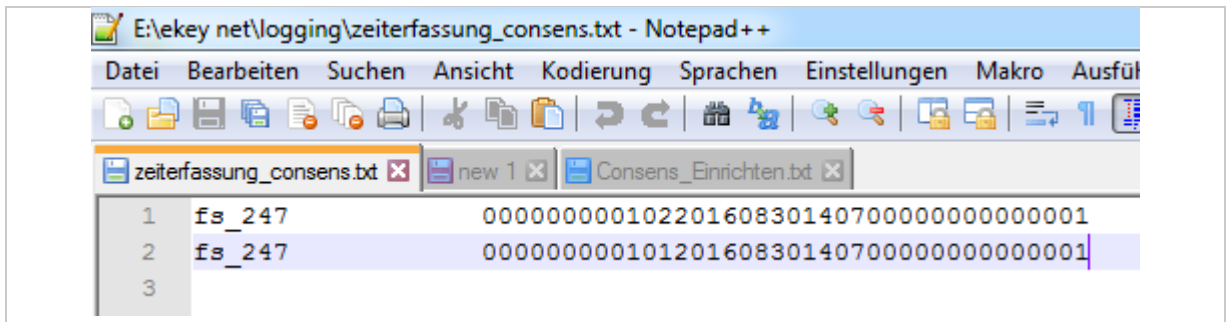 E:\ekey net\logging\zeiterfassung_consens.txt - Notepad++
Datei Bearbeiten Suchen Ansicht Kodierung Sprachen Einstellungen Makro
zeiterfassung_consens.txt new 1 Consens_Einrichten.txt
1 fs_247 00000000010220160830140700000000000001
2 fs_247 00000000010120160830140700000000000001
3